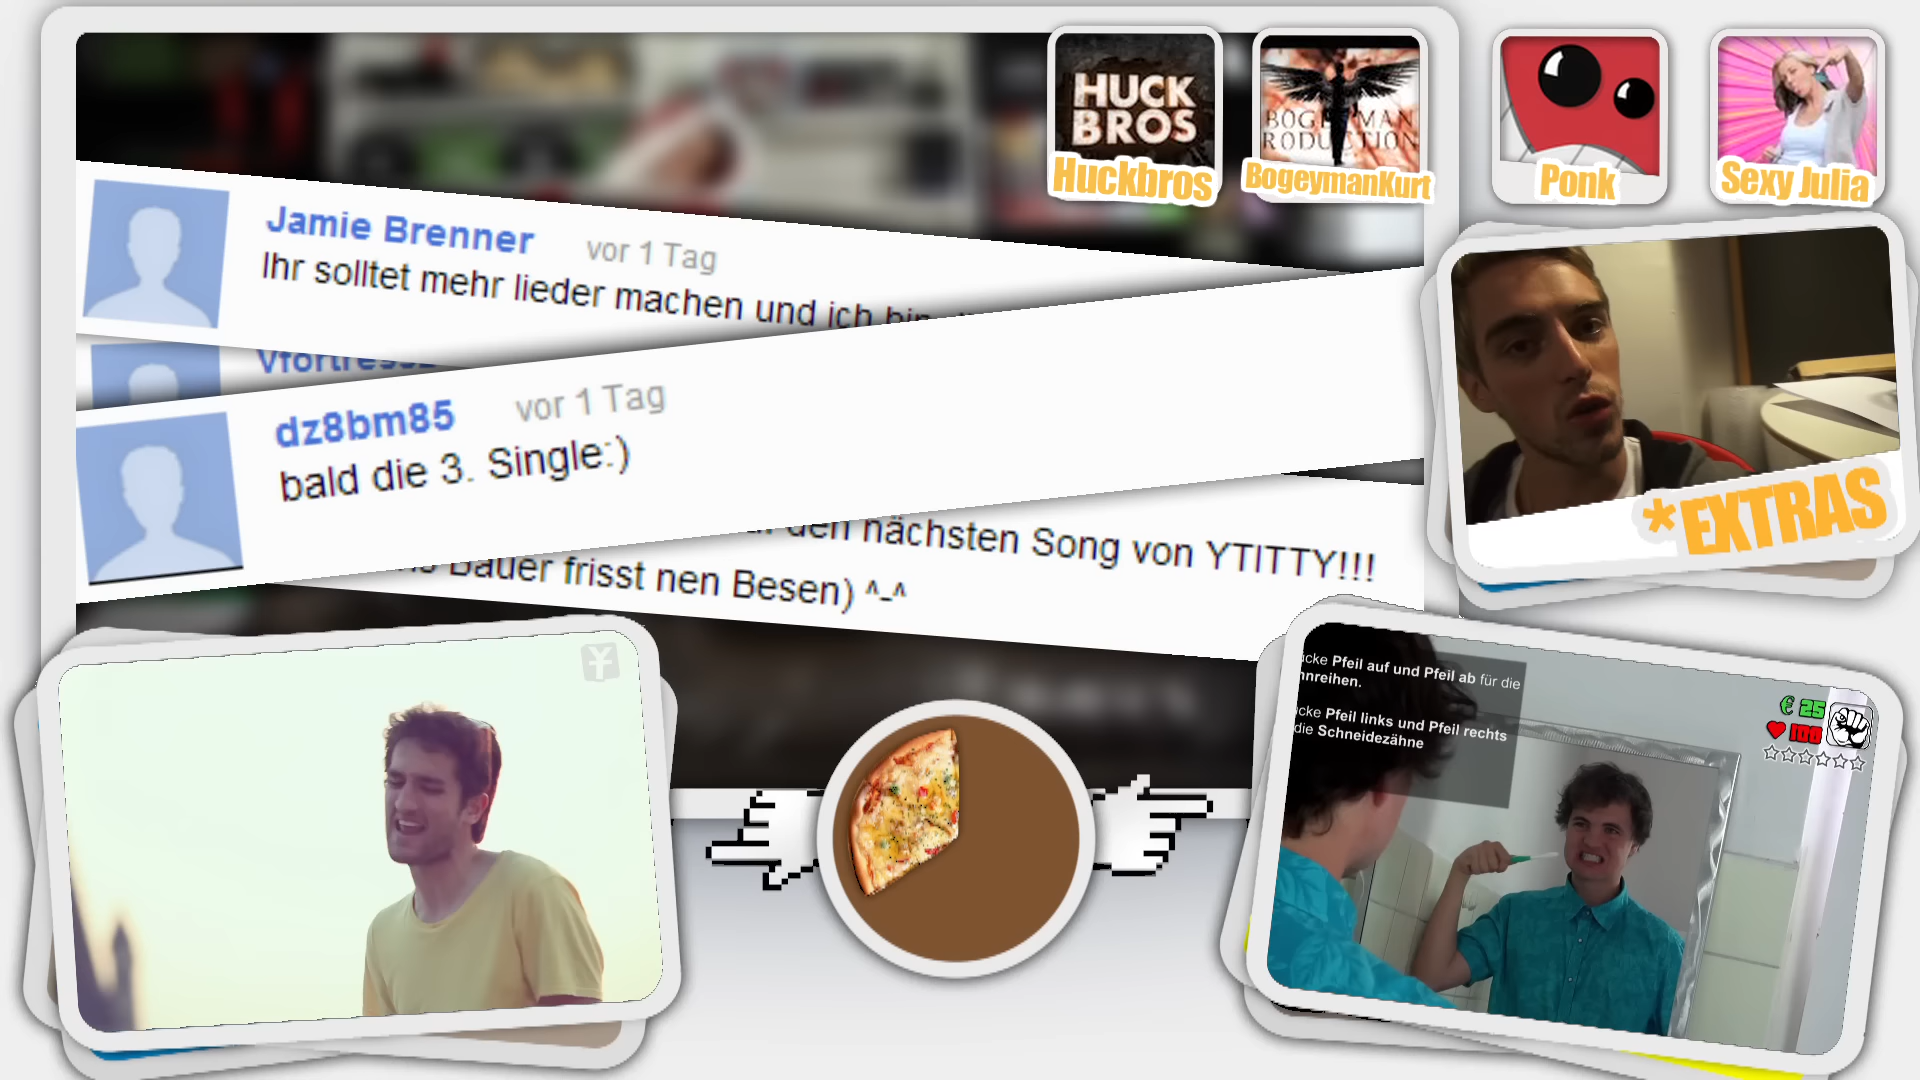 HUCK
BROS
Huckbros
BogeymanKurt
Ponk
Sexy Julia
Jamie Brenner vor 1 Tag
Ihr solltet mehr lieder machen und ich
dz8bm85 vor 1 Tag
bald die 3. Single:)
den nächsten Song von YTITTY!!!
Bauer frisst nen Besen) ^-^
*EXTRAS
Pfeil auf und Pfeil ab für die
Pfeil links und Pfeil rechts
die Schneidezähne
€ 25
100